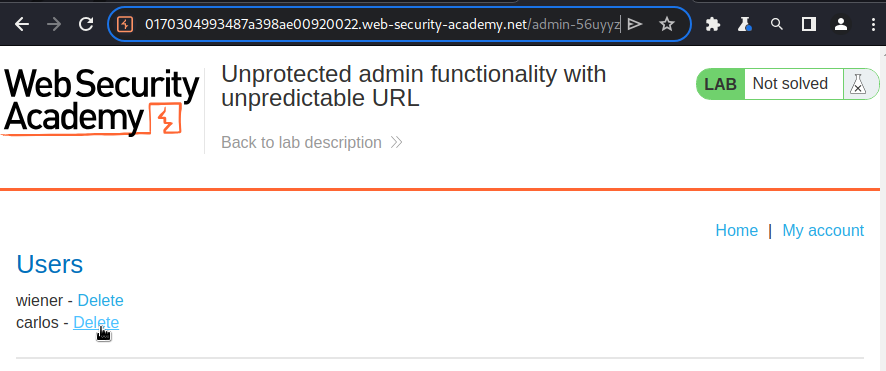 0170304993487a398ae00920022.web-security-academy.net/admin-56uyyz
Web Security
Academy
Unprotected admin functionality with
unpredictable URL
Back to lab description
LAB Not solved
Home | My account
Users
wiener - Delete
carlos - Delete